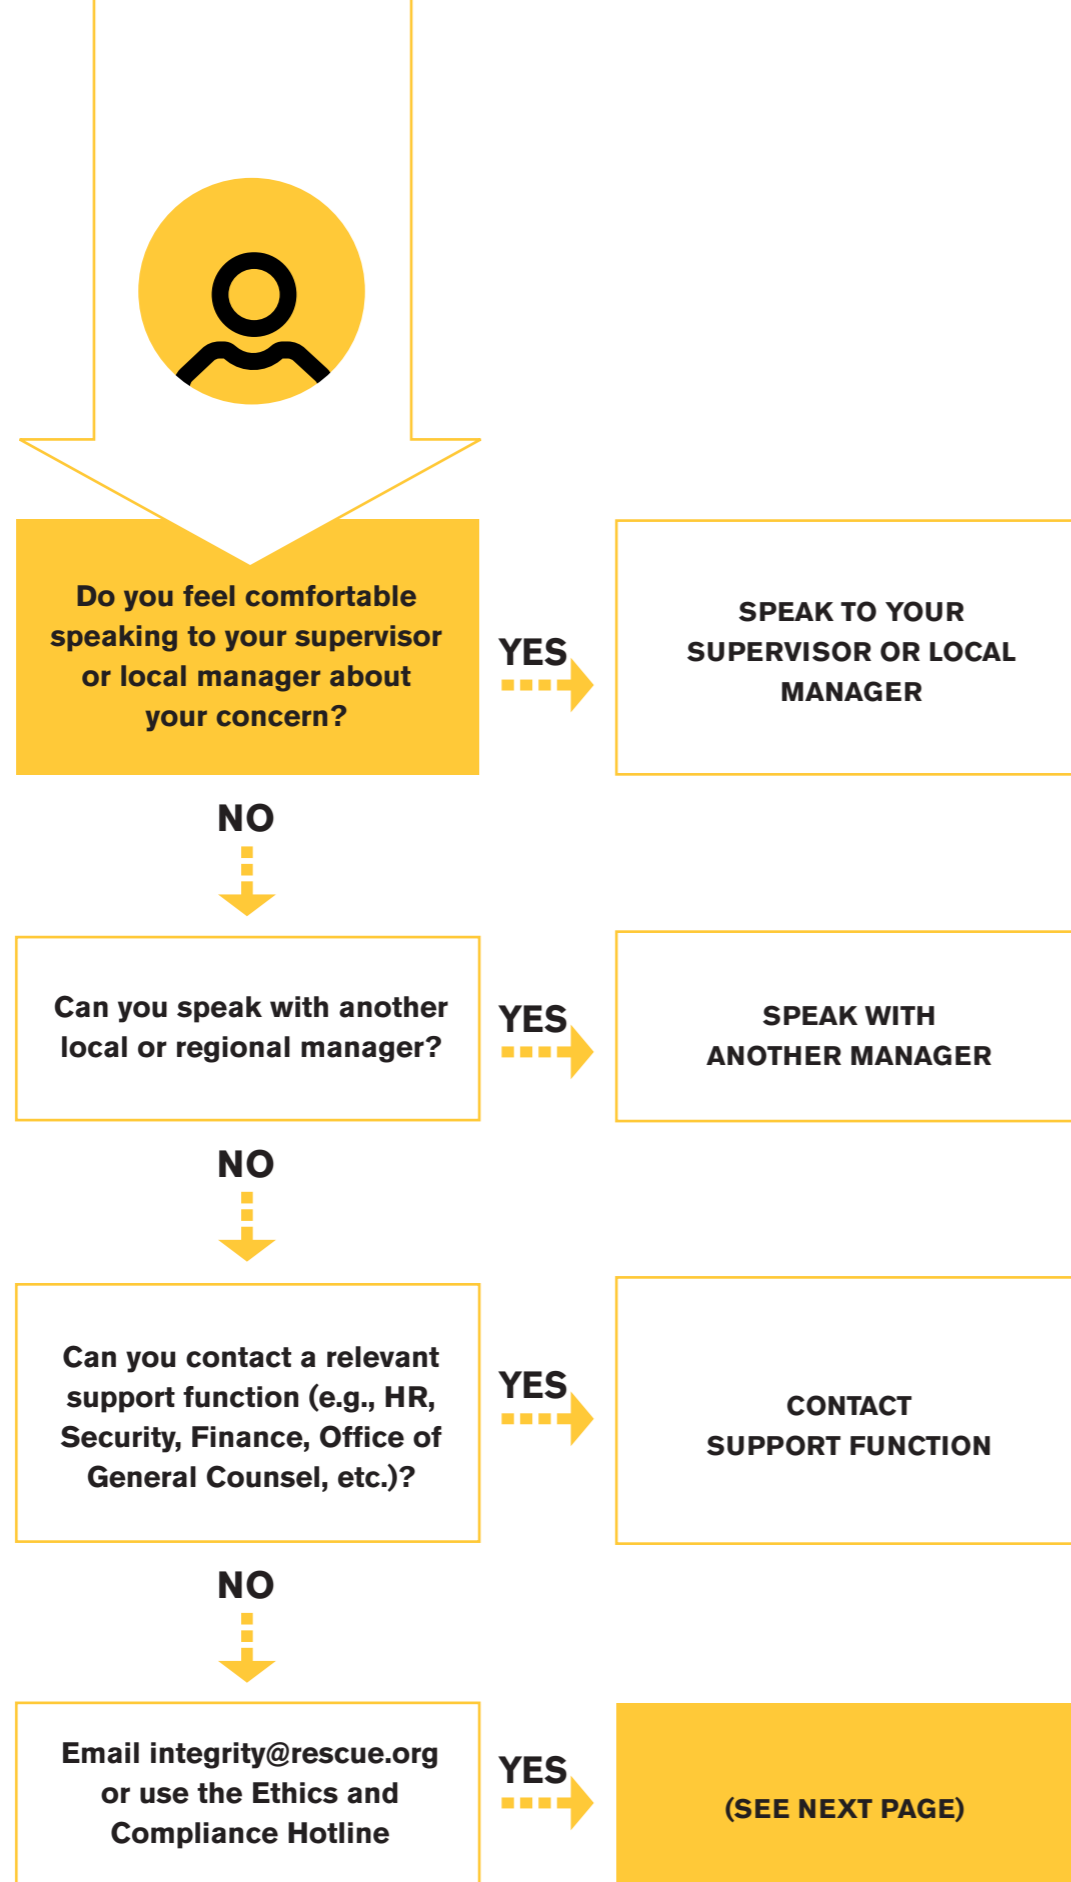 Do you feel comfortable
speaking to your supervisor
or local manager about
your concern?
YES
SPEAK TO YOUR
SUPERVISOR OR LOCAL
MANAGER
NO
Can you speak with another
local or regional manager?
YES
SPEAK WITH
ANOTHER MANAGER
NO
Can you contact a relevant
support function (e.g., HR,
Security, Finance, Office of
General Counsel, etc.)?
YES
CONTACT
SUPPORT FUNCTION
NO
Email integrity@rescue.org
or use the Ethics and
Compliance Hotline
YES
(SEE NEXT PAGE)